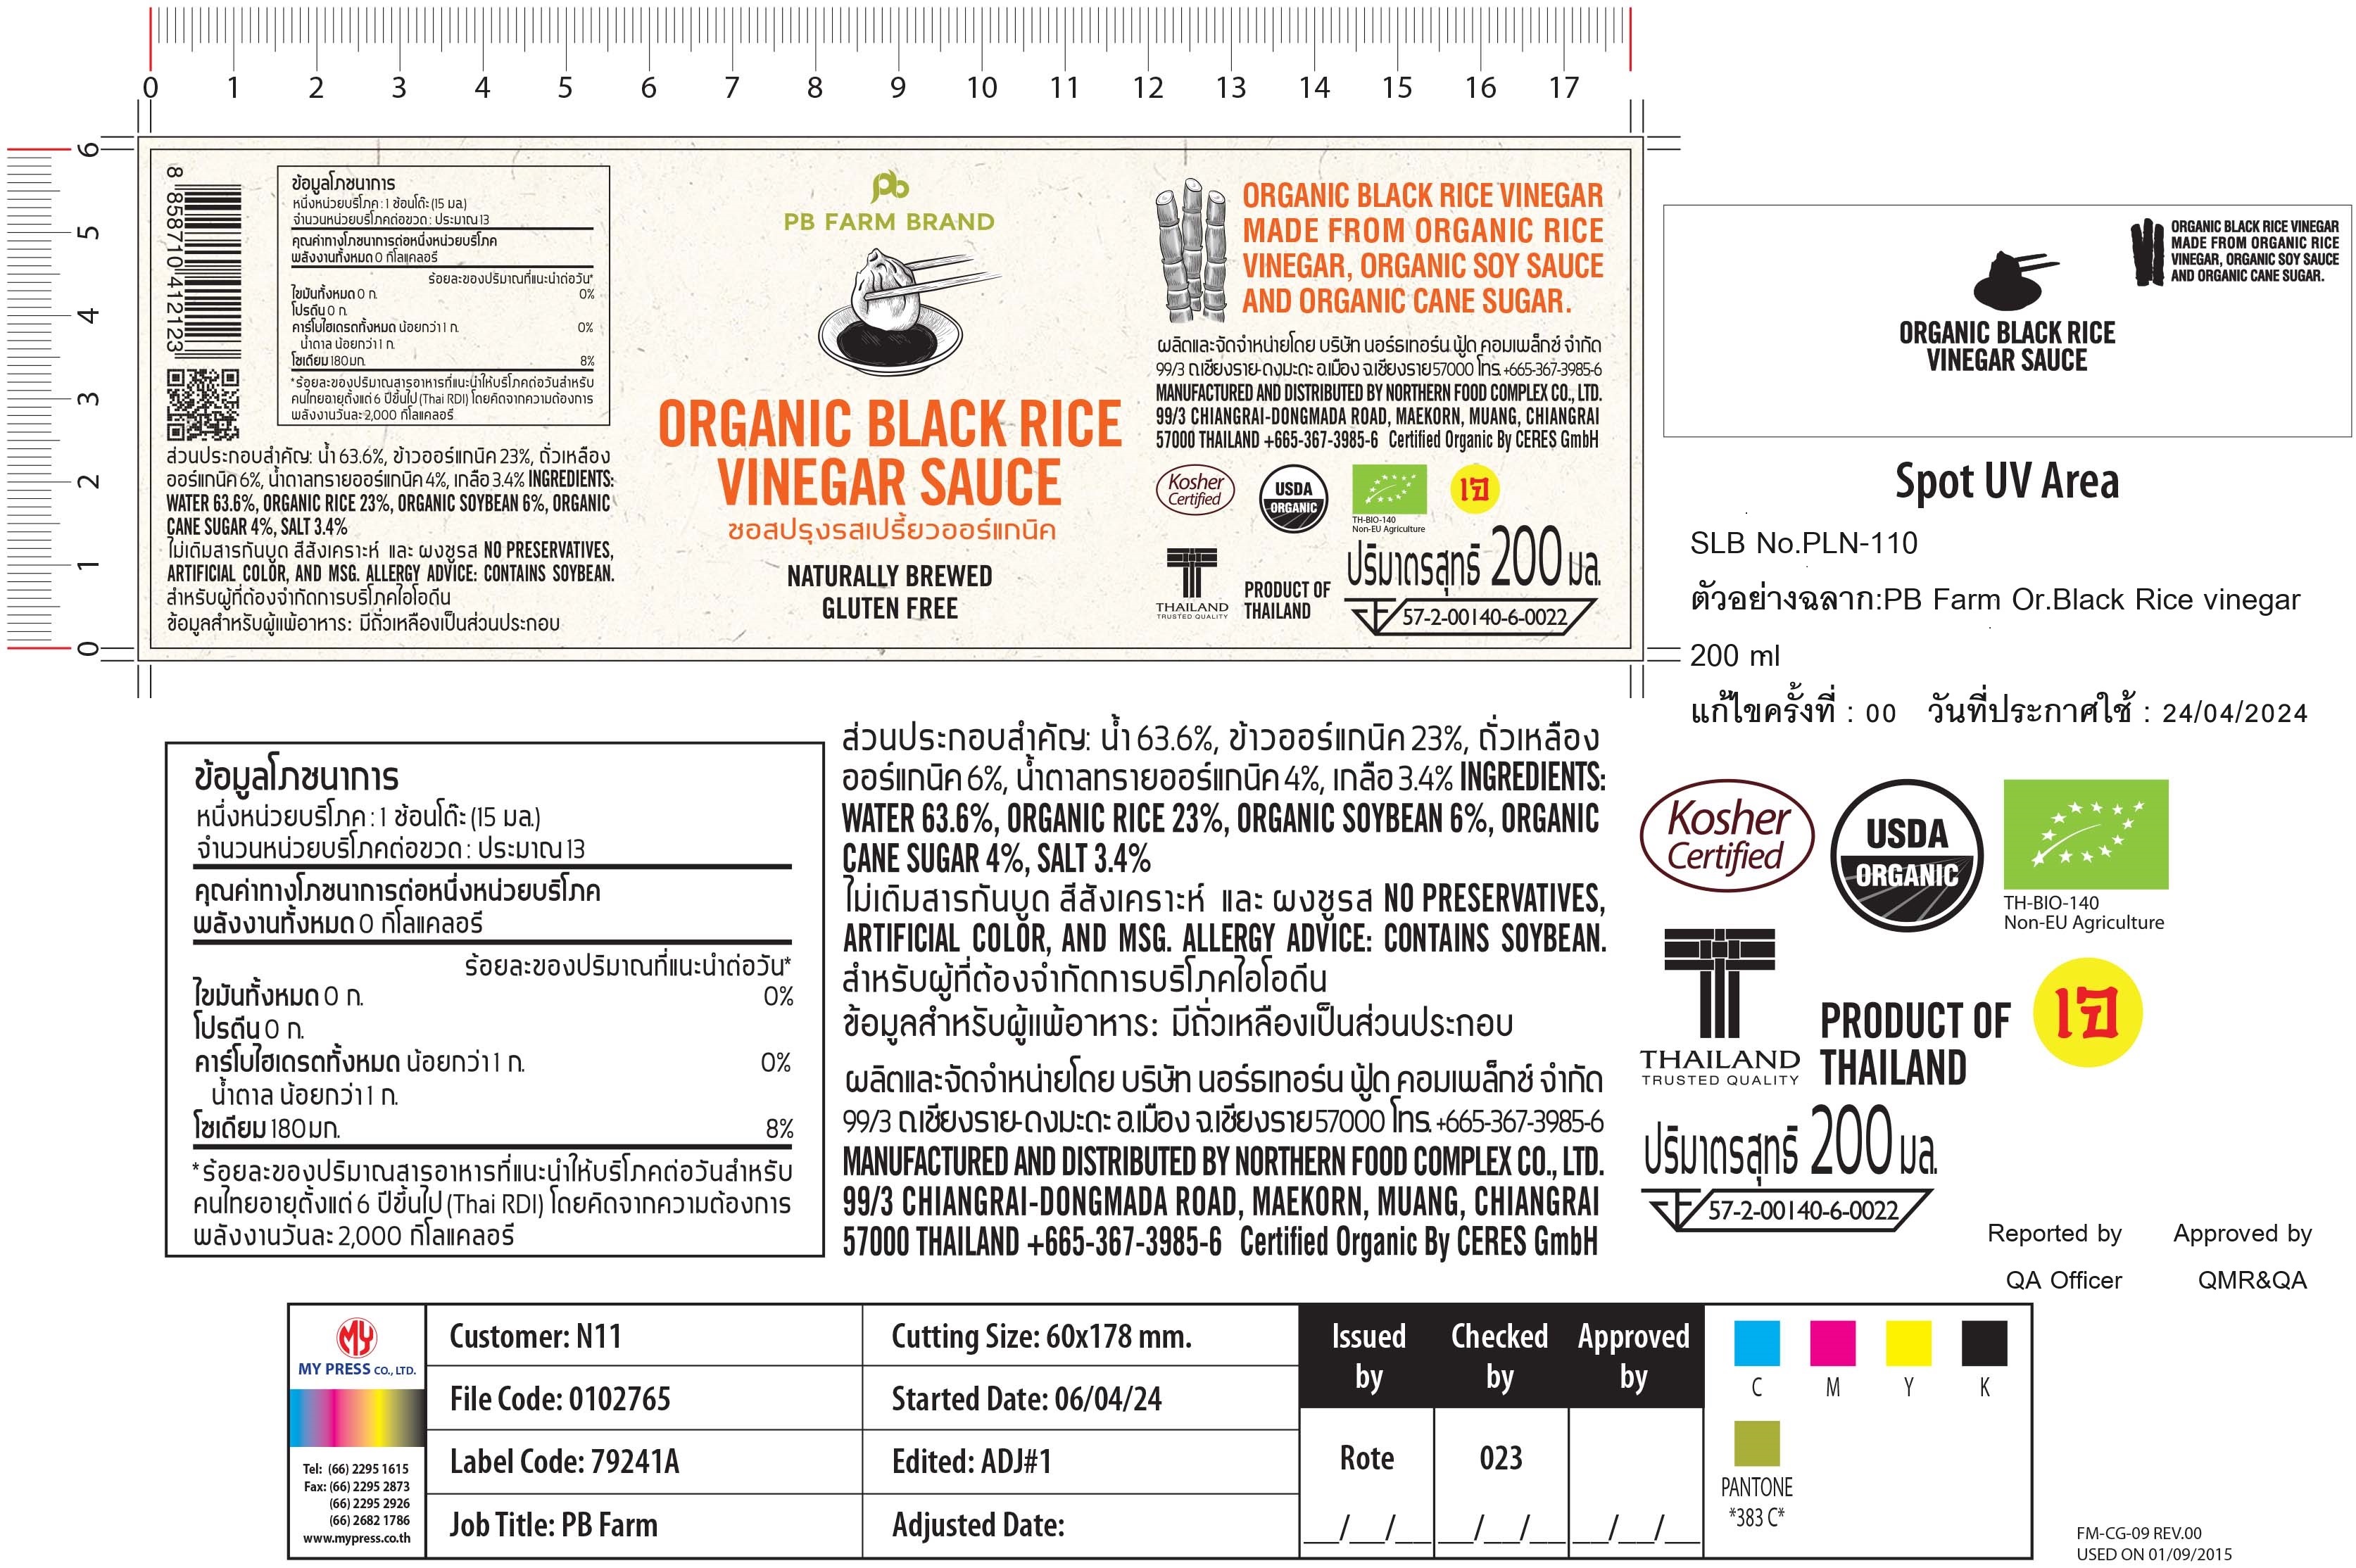 0 1 2 3 4 5 6 7 8 9 10 11 12 13 14 15 16 17
6
5
4
3
2
1
0
8 858710 412123
ข้อมูลโภชนาการ
หนึ่งหน่วยบริโภค : 1 ช้อนโต๊ะ (15 มล.)
จำนวนหน่วยบริโภคต่อขวด : ประมาณ 13
คุณค่าทางโภชนาการต่อหนึ่งหน่วยบริโภค
พลังงานทั้งหมด 0 กิโลแคลอรี
ร้อยละของปริมาณที่แนะนำต่อวัน*
ไขมันทั้งหมด 0 ก. 0%
โปรตีน 0 ก.
คาร์โบไฮเดรตทั้งหมด น้อยกว่า 1 ก. 0%
น้ำตาล น้อยกว่า 1 ก.
โซเดียม 180 มก. 8%
*ร้อยละของปริมาณสารอาหารที่แนะนำให้บริโภคต่อวันสำหรับ
คนไทยอายุตั้งแต่ 6 ปีขึ้นไป (Thai RDI) โดยคิดจากความต้องการ
พลังงานวันละ 2,000 กิโลแคลอรี
ส่วนประกอบสำคัญ: น้ำ 63.6%, ข้าวออร์แกนิค 23%, ถั่วเหลือง
ออร์แกนิค 6%, น้ำตาลทรายออร์แกนิค 4%, เกลือ 3.4% INGREDIENTS:
WATER 63.6%, ORGANIC RICE 23%, ORGANIC SOYBEAN 6%, ORGANIC
CANE SUGAR 4%, SALT 3.4%
ไม่เติมสารกันบูด สีสังเคราะห์ และ ผงชูรส NO PRESERVATIVES,
ARTIFICIAL COLOR, AND MSG. ALLERGY ADVICE: CONTAINS SOYBEAN.
สำหรับผู้ที่ต้องจำกัดการบริโภคไอโอดีน
ข้อมูลสำหรับผู้แพ้อาหาร: มีถั่วเหลืองเป็นส่วนประกอบ
pb
PB FARM BRAND
ORGANIC BLACK RICE
VINEGAR SAUCE
ซอสปรุงรสเปรี้ยวออร์แกนิค
NATURALLY BREWED
GLUTEN FREE
ORGANIC BLACK RICE VINEGAR
MADE FROM ORGANIC RICE
VINEGAR, ORGANIC SOY SAUCE
AND ORGANIC CANE SUGAR.
ผลิตและจัดจำหน่ายโดย บริษัท นอร์ธเทอร์น ฟู้ด คอมเพล็กซ์ จำกัด
99/3 ถ.เชียงราย-ดงมะดะ อ.เมือง จ.เชียงราย 57000 โทร. +665-367-3985-6
MANUFACTURED AND DISTRIBUTED BY NORTHERN FOOD COMPLEX CO., LTD.
99/3 CHIANGRAI-DONGMADA ROAD, MAEKORN, MUANG, CHIANGRAI
57000 THAILAND +665-367-3985-6 Certified Organic By CERES GmbH
Kosher
Certified
USDA
ORGANIC
TH-BIO-140
Non-EU Agriculture
เจ
THAILAND
TRUSTED QUALITY
PRODUCT OF
THAILAND
ปริมาตรสุทธิ 200 มล.
57-2-00140-6-0022
ORGANIC BLACK RICE
VINEGAR SAUCE
ORGANIC BLACK RICE VINEGAR
MADE FROM ORGANIC RICE
VINEGAR, ORGANIC SOY SAUCE
AND ORGANIC CANE SUGAR.
Spot UV Area
SLB No.PLN-110
ตัวอย่างฉลาก:PB Farm Or.Black Rice vinegar
200 ml
แก้ไขครั้งที่ : 00 วันที่ประกาศใช้ : 24/04/2024
ข้อมูลโภชนาการ
หนึ่งหน่วยบริโภค : 1 ช้อนโต๊ะ (15 มล.)
จำนวนหน่วยบริโภคต่อขวด : ประมาณ 13
คุณค่าทางโภชนาการต่อหนึ่งหน่วยบริโภค
พลังงานทั้งหมด 0 กิโลแคลอรี
ร้อยละของปริมาณที่แนะนำต่อวัน*
ไขมันทั้งหมด 0 ก. 0%
โปรตีน 0 ก.
คาร์โบไฮเดรตทั้งหมด น้อยกว่า 1 ก. 0%
น้ำตาล น้อยกว่า 1 ก.
โซเดียม 180 มก. 8%
*ร้อยละของปริมาณสารอาหารที่แนะนำให้บริโภคต่อวันสำหรับ
คนไทยอายุตั้งแต่ 6 ปีขึ้นไป (Thai RDI) โดยคิดจากความต้องการ
พลังงานวันละ 2,000 กิโลแคลอรี
ส่วนประกอบสำคัญ: น้ำ 63.6%, ข้าวออร์แกนิค 23%, ถั่วเหลือง
ออร์แกนิค 6%, น้ำตาลทรายออร์แกนิค 4%, เกลือ 3.4% INGREDIENTS:
WATER 63.6%, ORGANIC RICE 23%, ORGANIC SOYBEAN 6%, ORGANIC
CANE SUGAR 4%, SALT 3.4%
ไม่เติมสารกันบูด สีสังเคราะห์ และ ผงชูรส NO PRESERVATIVES,
ARTIFICIAL COLOR, AND MSG. ALLERGY ADVICE: CONTAINS SOYBEAN.
สำหรับผู้ที่ต้องจำกัดการบริโภคไอโอดีน
ข้อมูลสำหรับผู้แพ้อาหาร: มีถั่วเหลืองเป็นส่วนประกอบ
ผลิตและจัดจำหน่ายโดย บริษัท นอร์ธเทอร์น ฟู้ด คอมเพล็กซ์ จำกัด
99/3 ถ.เชียงราย-ดงมะดะ อ.เมือง จ.เชียงราย 57000 โทร. +665-367-3985-6
MANUFACTURED AND DISTRIBUTED BY NORTHERN FOOD COMPLEX CO., LTD.
99/3 CHIANGRAI-DONGMADA ROAD, MAEKORN, MUANG, CHIANGRAI
57000 THAILAND +665-367-3985-6 Certified Organic By CERES GmbH
Kosher
Certified
USDA
ORGANIC
TH-BIO-140
Non-EU Agriculture
THAILAND
TRUSTED QUALITY
PRODUCT OF
THAILAND
เจ
ปริมาตรสุทธิ 200 มล.
57-2-00140-6-0022
Reported by Approved by
QA Officer QMR&QA
MY
MY PRESS CO., LTD.
Tel: (66) 2295 1615
Fax: (66) 2295 2873
(66) 2295 2926
(66) 2682 1786
www.mypress.co.th
Customer: N11
File Code: 0102765
Label Code: 79241A
Job Title: PB Farm
Cutting Size: 60x178 mm.
Started Date: 06/04/24
Edited: ADJ#1
Adjusted Date:
Issued by
Checked by
Approved by
Rote
023
__/__/__ __/__/__ __/__/__
C M Y K
PANTONE
*383 C*
FM-CG-09 REV.00
USED ON 01/09/2015